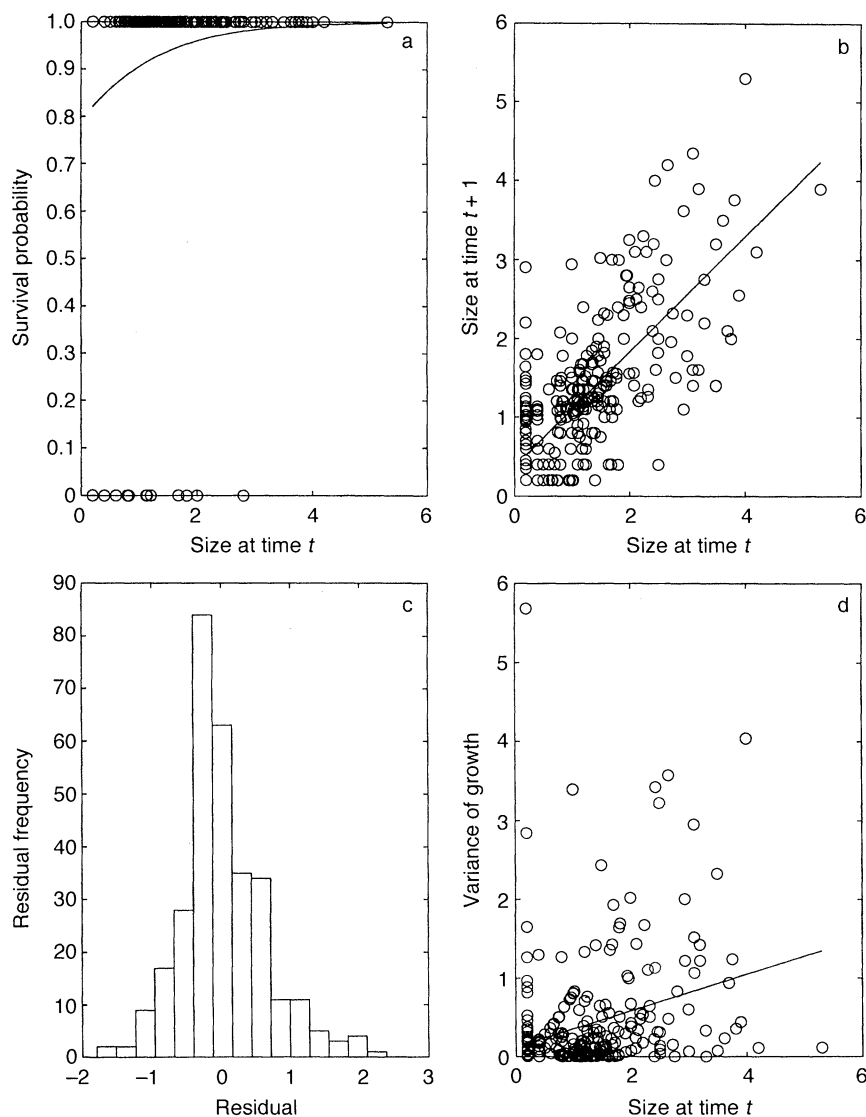 a
1.0
0.9
0.8
0.7
0.6
0.5
0.4
0.3
0.2
0.1
0
Survival probability
0 2 4 6
Size at time t
b
6
5
4
3
2
1
0
Size at time t + 1
0 2 4 6
Size at time t
c
90
80
70
60
50
40
30
20
10
0
Residual frequency
−2 −1 0 1 2 3
Residual
d
6
5
4
3
2
1
0
Variance of growth
0 2 4 6
Size at time t